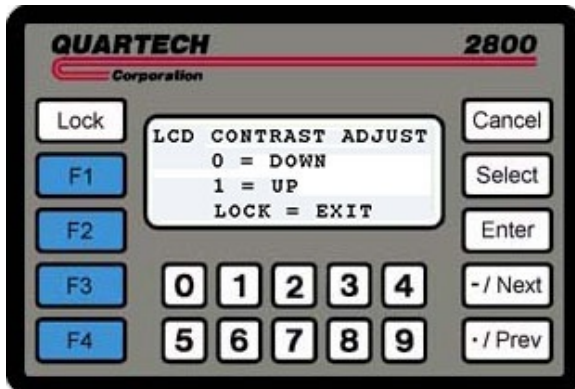 QUARTECH 2800
Corporation
Lock
F1
F2
F3
F4
LCD CONTRAST ADJUST
0 = DOWN
1 = UP
LOCK = EXIT
0 1 2 3 4
5 6 7 8 9
Cancel
Select
Enter
- / Next
· / Prev